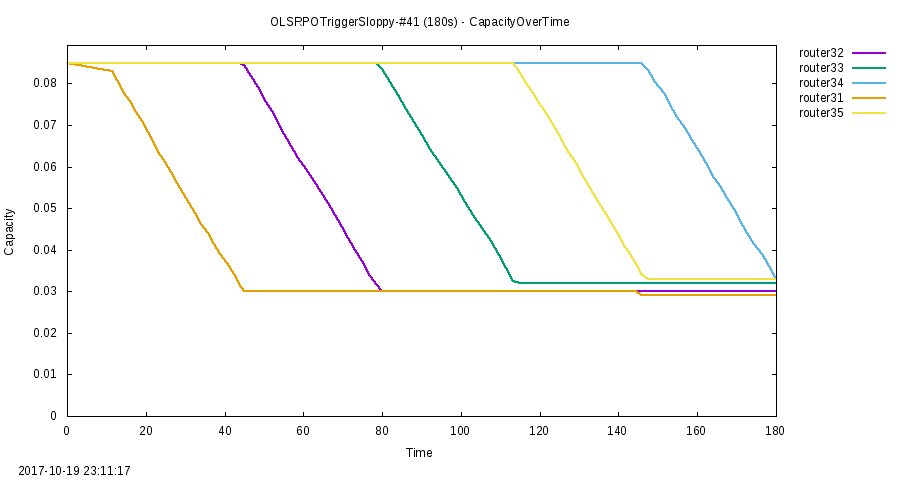 OLSRPOTriggerSloppy-#41 (180s) - CapacityOverTime
router32
router33
router34
router31
router35
0.08
0.07
0.06
0.05
0.04
0.03
0.02
0.01
0
Capacity
0 20 40 60 80 100 120 140 160 180
Time
2017-10-19 23:11:17